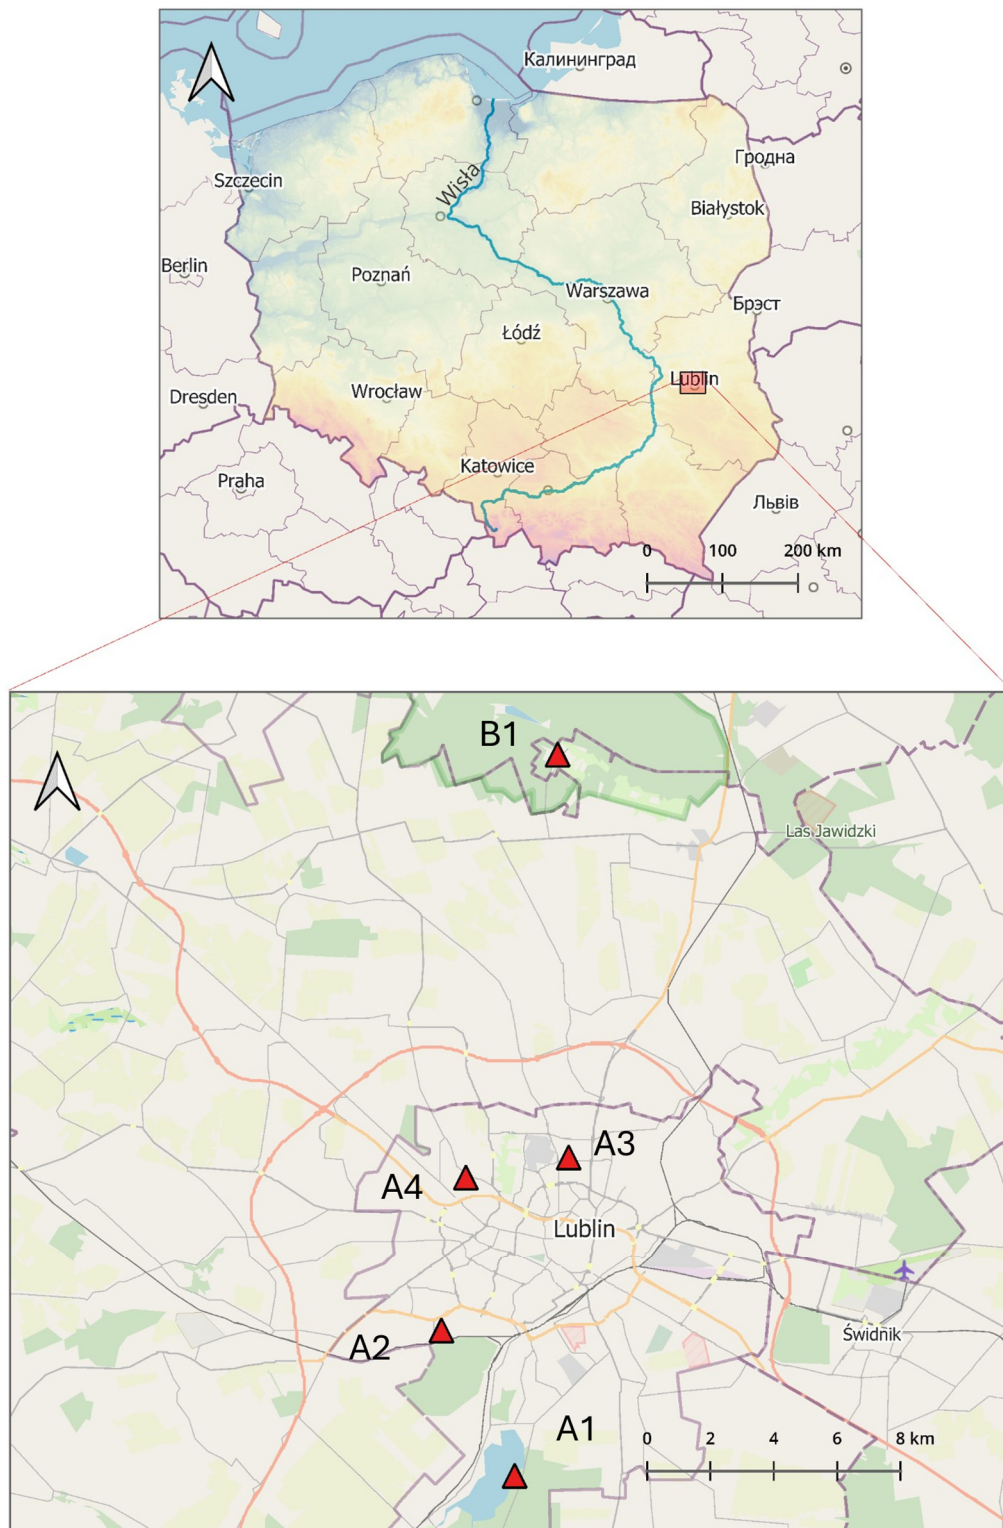 Калининград
Гродна
Szczecin
Wisła
Białystok
Berlin
Poznań
Warszawa
Брэст
Łódź
Lublin
Dresden
Wrocław
Katowice
Praha
Львів
0 100 200 km
B1
Las Jawidzki
A3
A4
Lublin
Świdnik
A2
A1
0 2 4 6 8 km